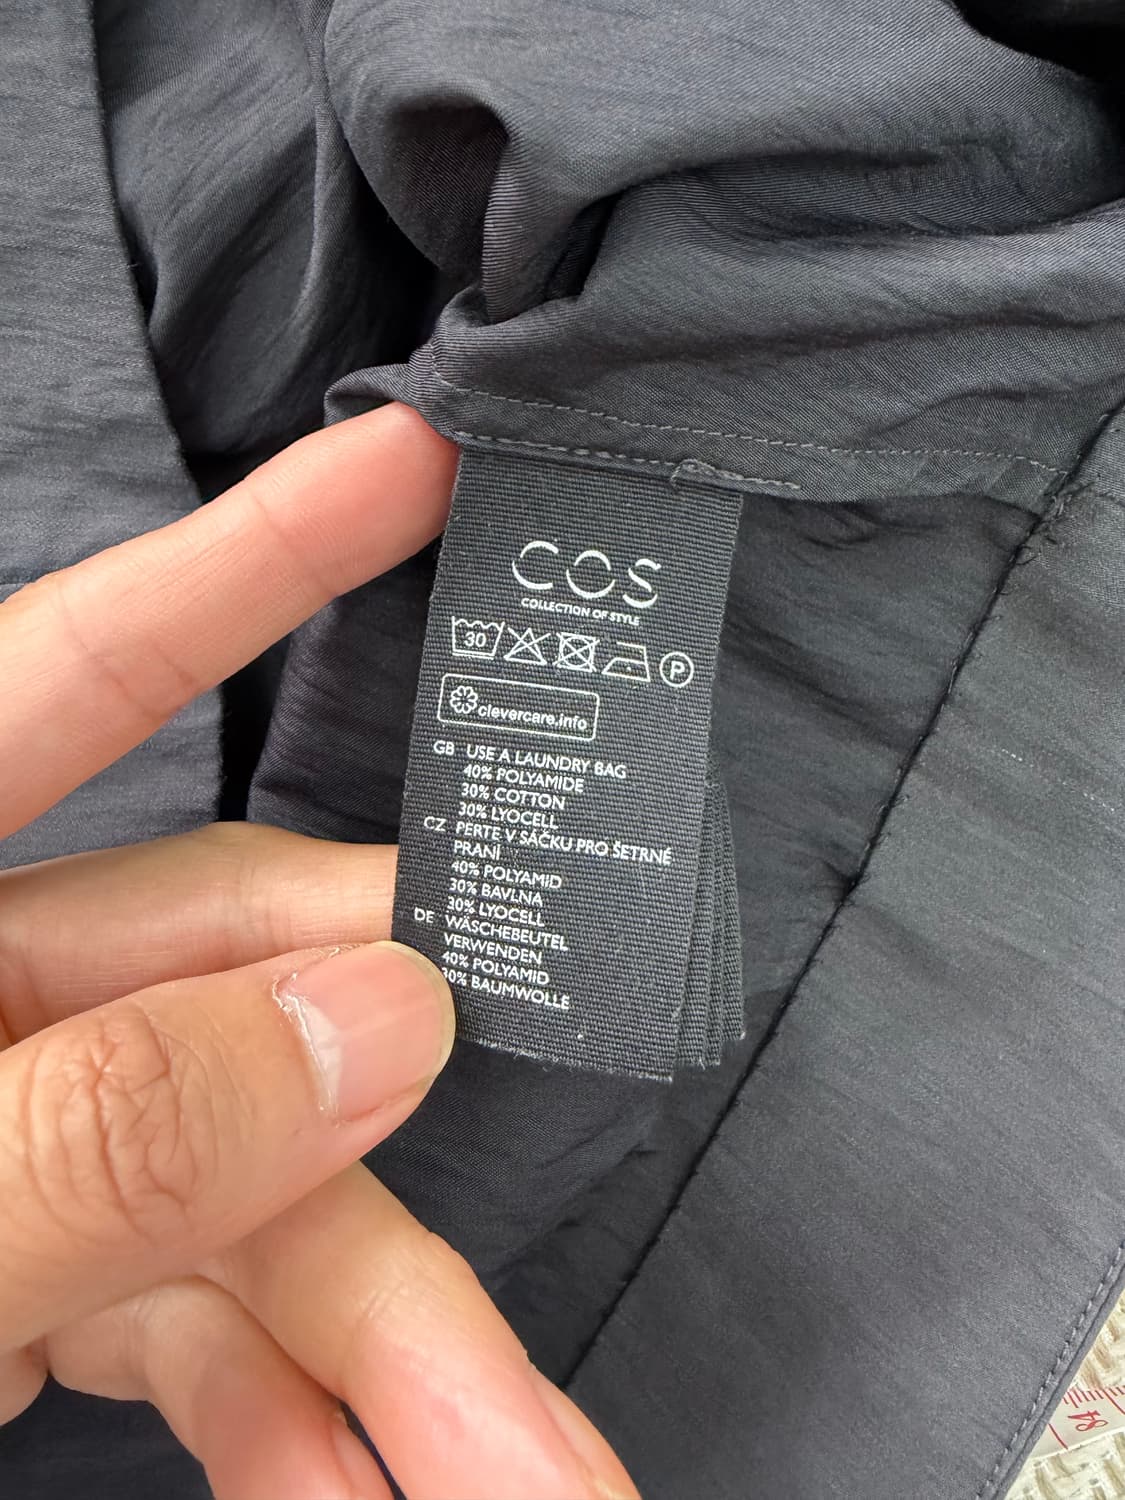 COS
COLLECTION OF STYLE
30 P
clevercare.info
GB USE A LAUNDRY BAG
40% POLYAMIDE
30% COTTON
30% LYOCELL
CZ PERTE V SÁČKU PRO ŠETRNÉ
PRANÍ
40% POLYAMID
30% BAVLNA
30% LYOCELL
DE WÄSCHEBEUTEL
VERWENDEN
40% POLYAMID
30% BAUMWOLLE
84